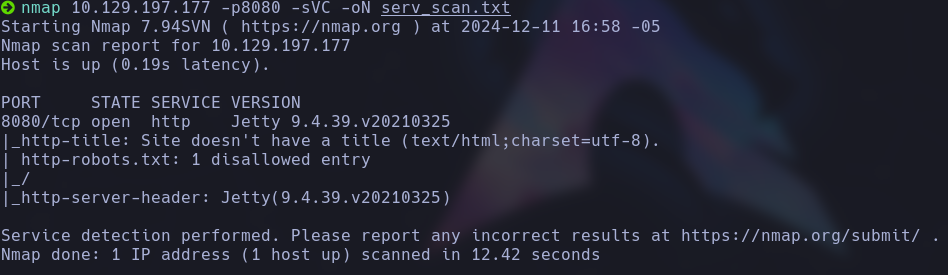 nmap 10.129.197.177 -p8080 -sVC -oN serv_scan.txt
Starting Nmap 7.94SVN ( https://nmap.org ) at 2024-12-11 16:58 -05
Nmap scan report for 10.129.197.177
Host is up (0.19s latency).

PORT     STATE SERVICE VERSION
8080/tcp open  http    Jetty 9.4.39.v20210325
|_http-title: Site doesn't have a title (text/html;charset=utf-8).
| http-robots.txt: 1 disallowed entry
|_/
|_http-server-header: Jetty(9.4.39.v20210325)

Service detection performed. Please report any incorrect results at https://nmap.org/submit/ .
Nmap done: 1 IP address (1 host up) scanned in 12.42 seconds